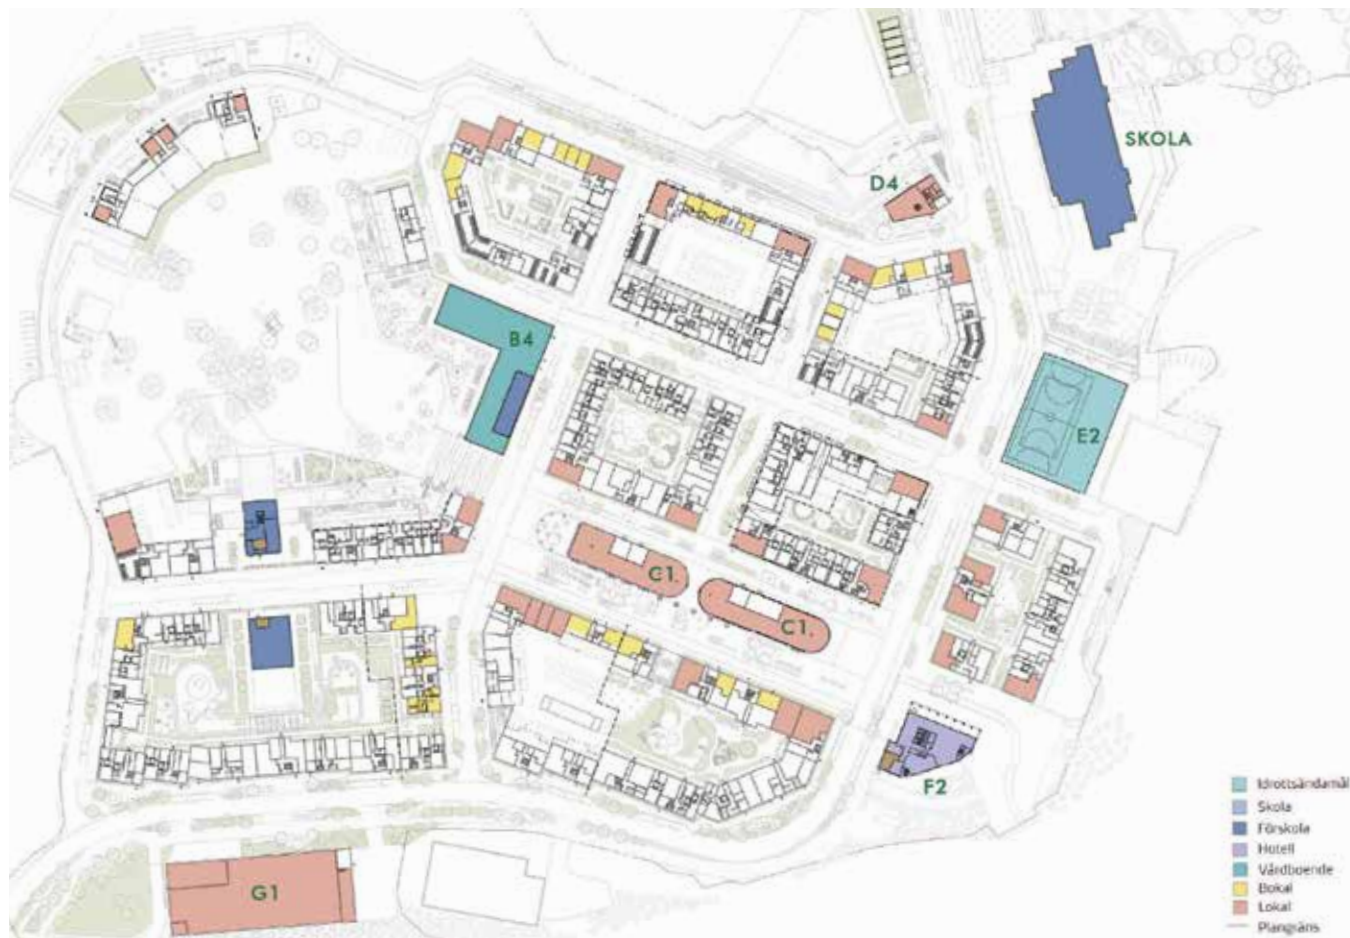 SKOLA
D4
B4
E2
C1.
C1.
F2
G1
Idrottsändamål
Skola
Förskola
Hotell
Vårdboende
Bokal
Lokal
Plangräns